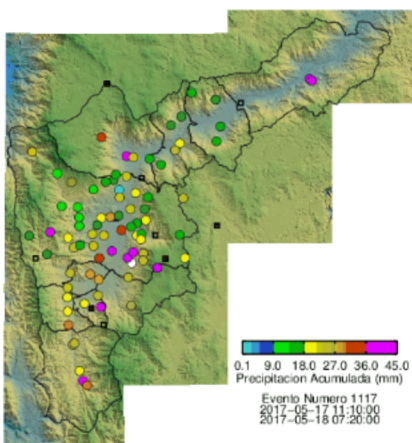 0.1 9.0 18.0 27.0 36.0 45.0
Precipitacion Acumulada (mm)
Evento Numero 1117
2017-05-17 11:10:00
2017-05-18 07:20:00